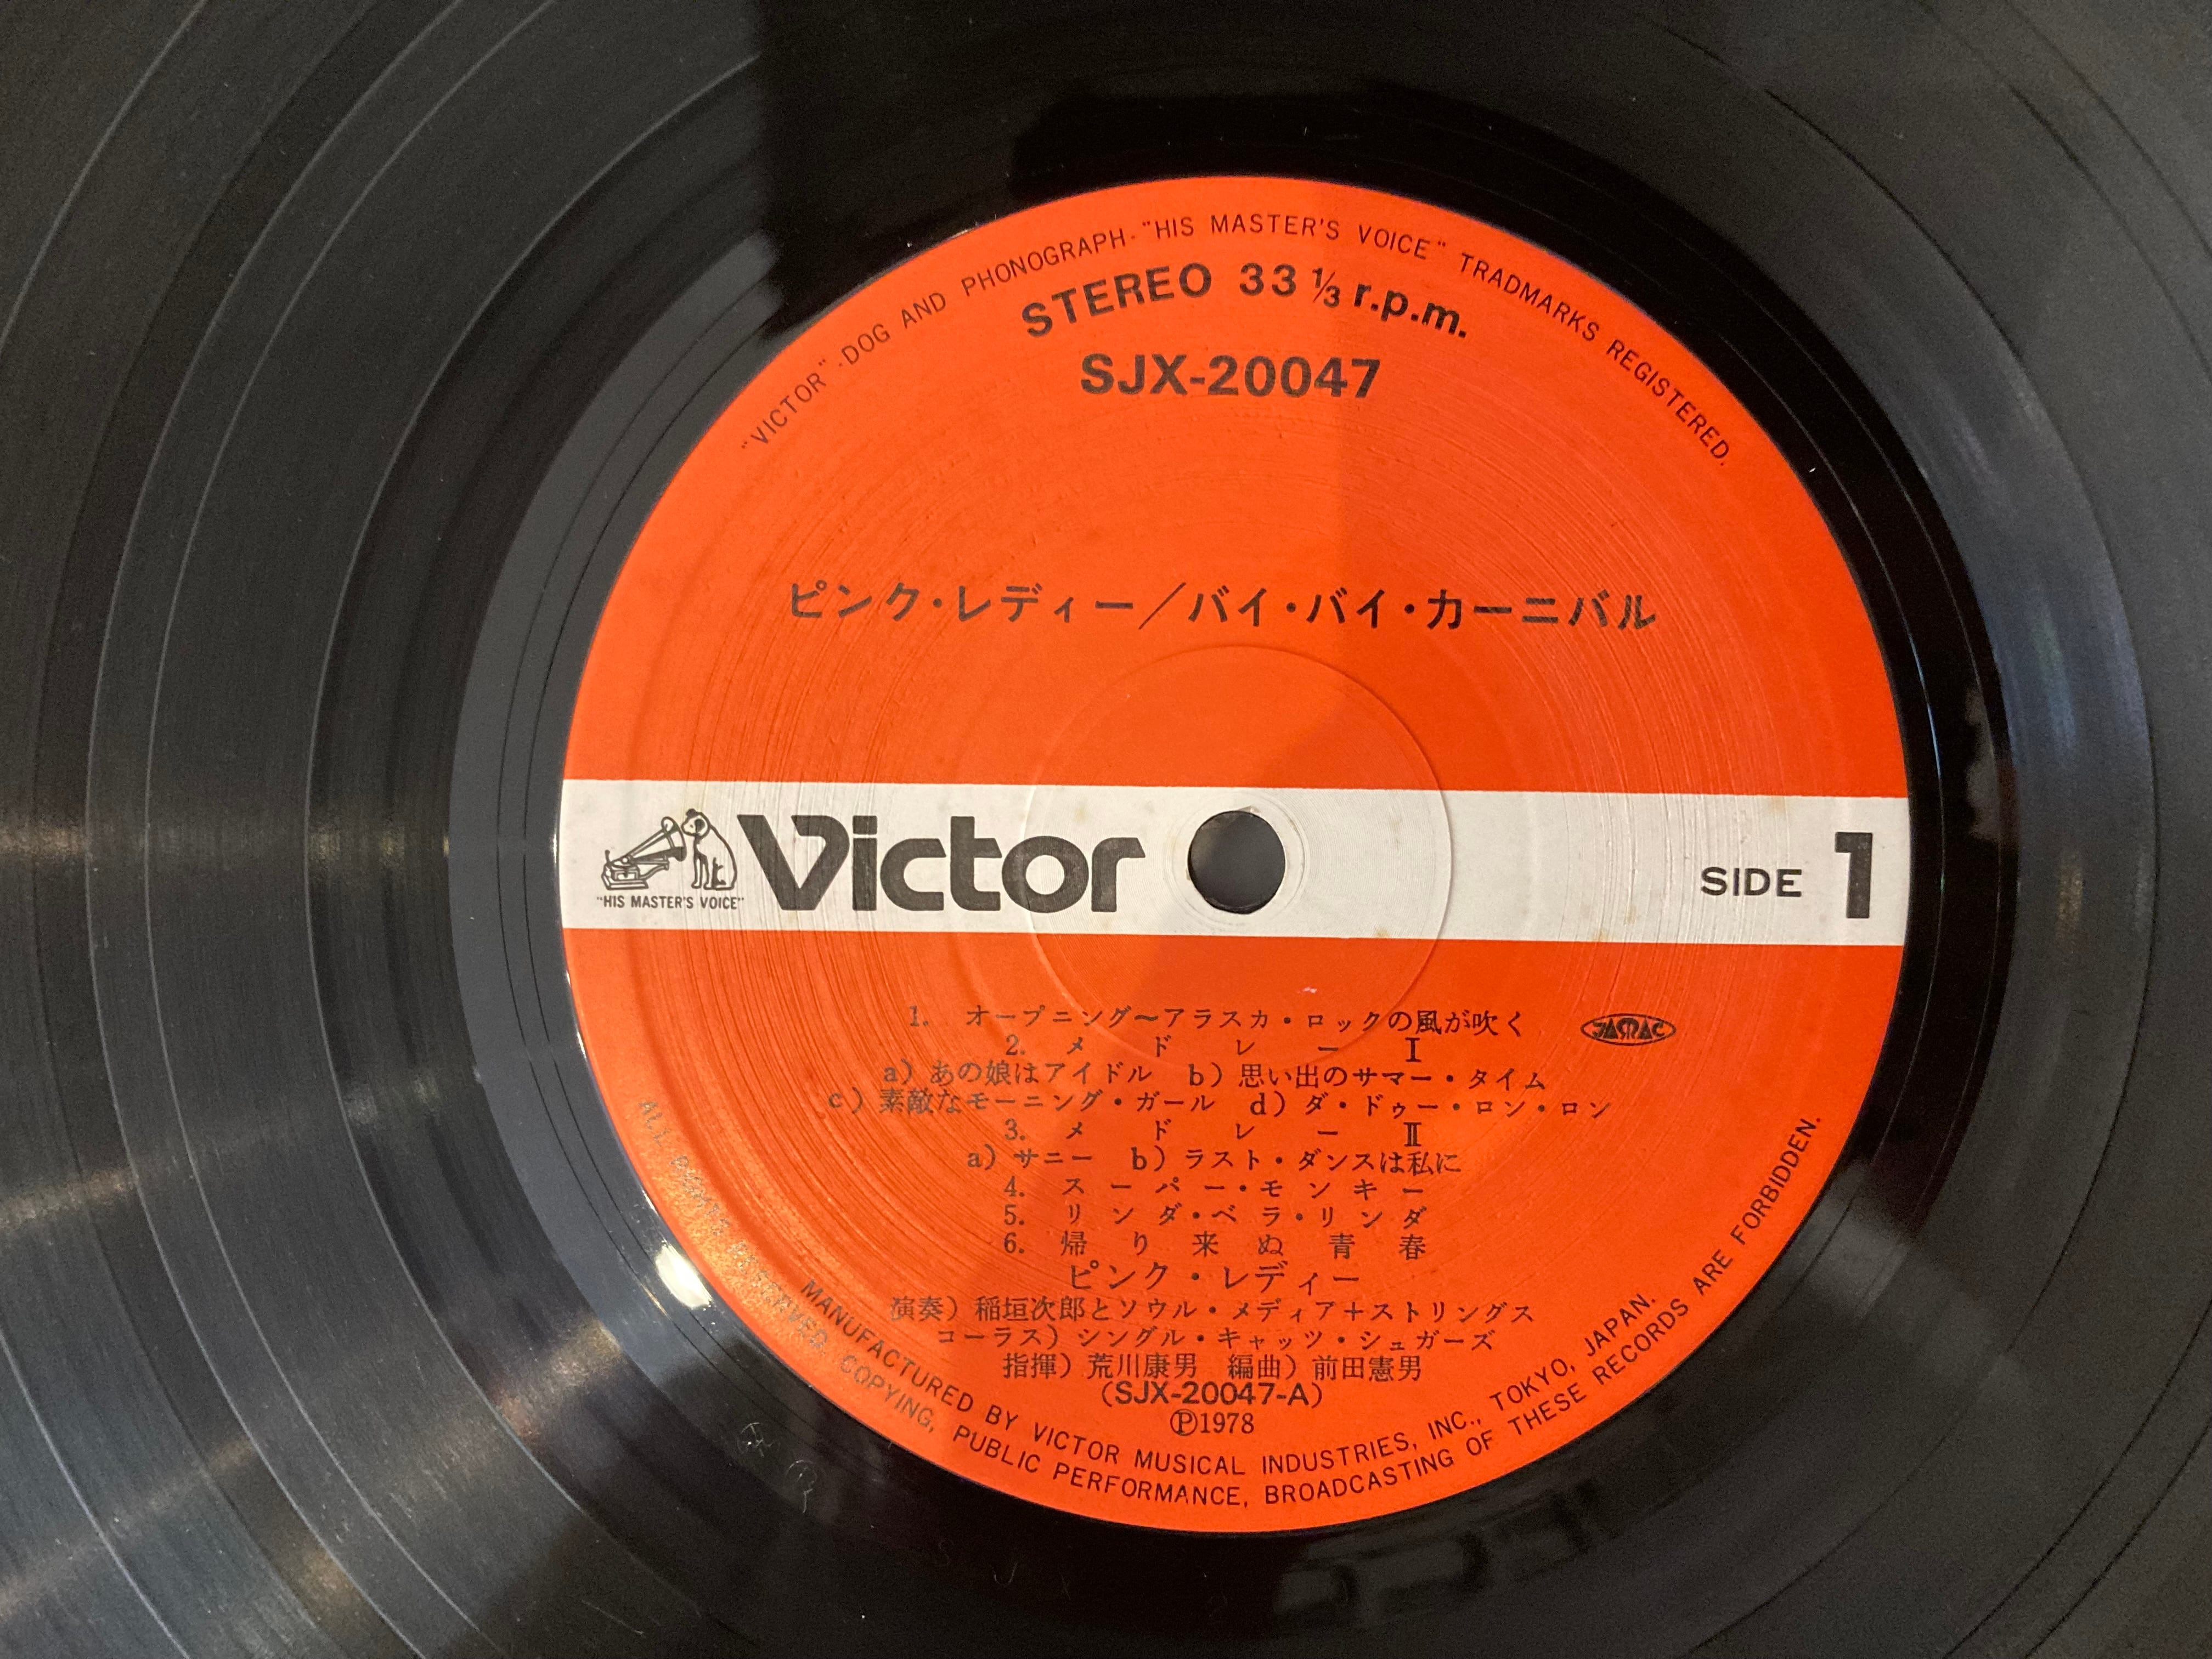 "VICTOR"·DOG AND PHONOGRAPH·"HIS MASTER'S VOICE" TRADMARKS REGISTERED.
STEREO 33 1/3 r.p.m.
SJX-20047
ピンク・レディー／バイ・バイ・カーニバル
Victor
"HIS MASTER'S VOICE"
SIDE 1
1. オープニング〜アラスカ・ロックの風が吹く
JASRAC
2. メドレー Ⅰ
a）あの娘はアイドル b）思い出のサマー・タイム
c）素敵なモーニング・ガール d）ダ・ドゥー・ロン・ロン
3. メドレー Ⅱ
a）サニー b）ラスト・ダンスは私に
4. スーパー・モンキー
5. リンダ・ベラ・リンダ
6. 帰り来ぬ青春
ピンク・レディー
演奏）稲垣次郎とソウル・メディア＋ストリングス
コーラス）シングル・キャッツ・シュガーズ
指揮）荒川康男 編曲）前田憲男
(SJX-20047-A)
Ⓟ1978
MANUFACTURED BY VICTOR MUSICAL INDUSTRIES, INC., TOKYO, JAPAN.
ALL RIGHTS RESERVED. COPYING, PUBLIC PERFORMANCE, BROADCASTING OF THESE RECORDS ARE FORBIDDEN.